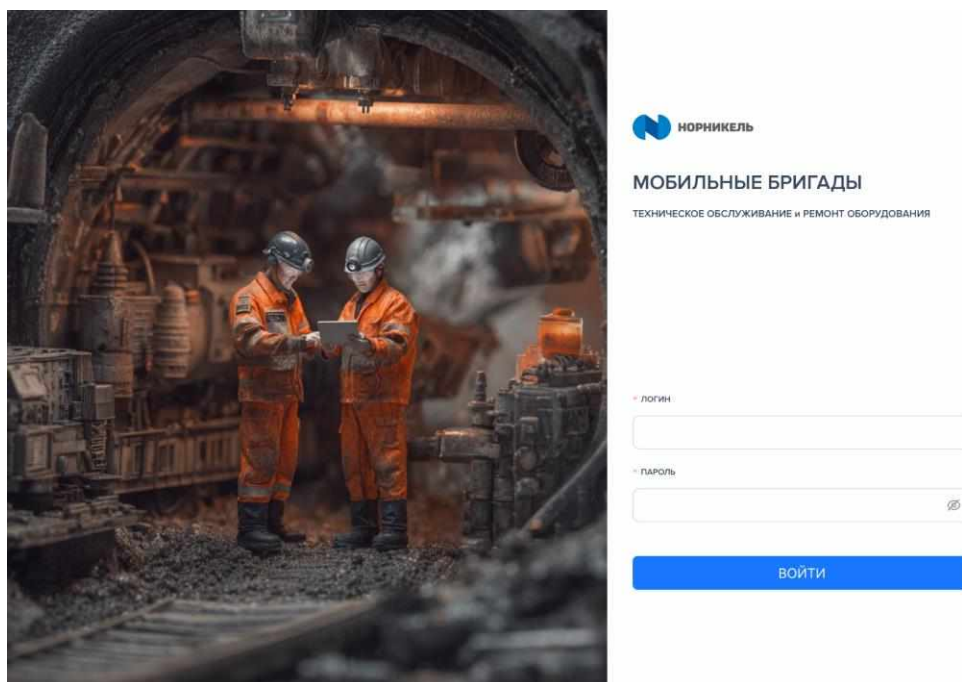 НОРНИКЕЛЬ
МОБИЛЬНЫЕ БРИГАДЫ
ТЕХНИЧЕСКОЕ ОБСЛУЖИВАНИЕ и РЕМОНТ ОБОРУДОВАНИЯ
* ЛОГИН
* ПАРОЛЬ
ВОЙТИ